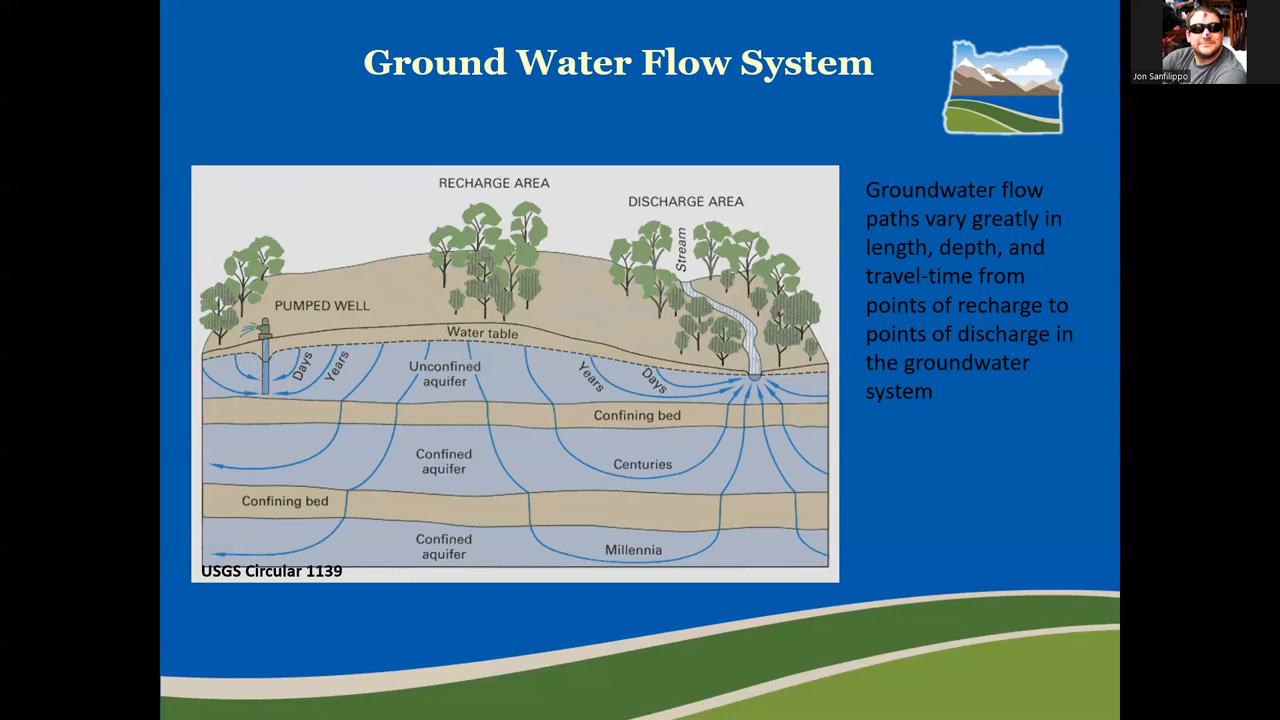 Ground Water Flow System
Jon Sanfilippo
RECHARGE AREA
DISCHARGE AREA
Stream
PUMPED WELL
Water table
Days
Years
Unconfined
aquifer
Years
Days
Confining bed
Confined
aquifer
Centuries
Confining bed
Confined
aquifer
Millennia
USGS Circular 1139
Groundwater flow
paths vary greatly in
length, depth, and
travel-time from
points of recharge to
points of discharge in
the groundwater
system